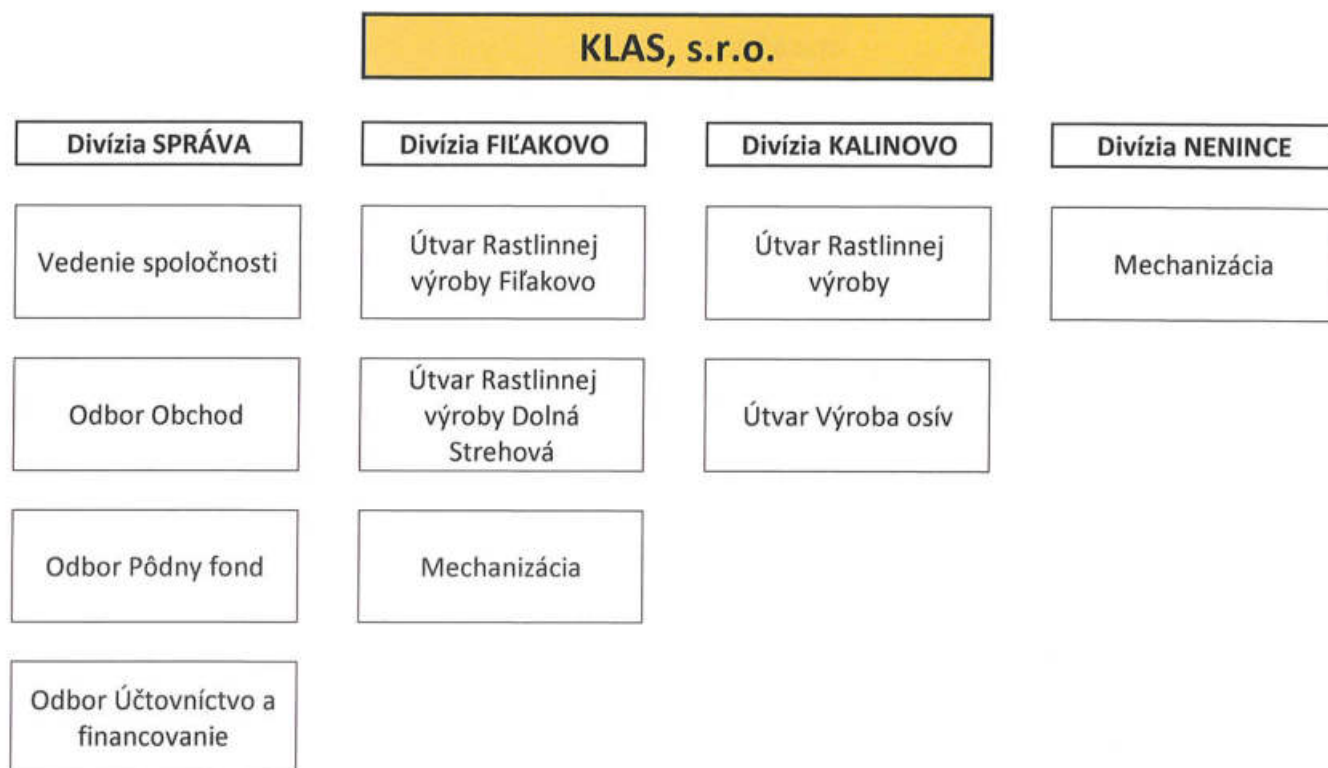 KLAS, s.r.o.
Divízia SPRÁVA
Divízia FIĽAKOVO
Divízia KALINOVO
Divízia NENINCE
Vedenie spoločnosti
Útvar Rastlinnej
výroby Fiľakovo
Útvar Rastlinnej
výroby
Mechanizácia
Odbor Obchod
Útvar Rastlinnej
výroby Dolná
Strehová
Útvar Výroba osív
Odbor Pôdny fond
Mechanizácia
Odbor Účtovníctvo a
financovanie